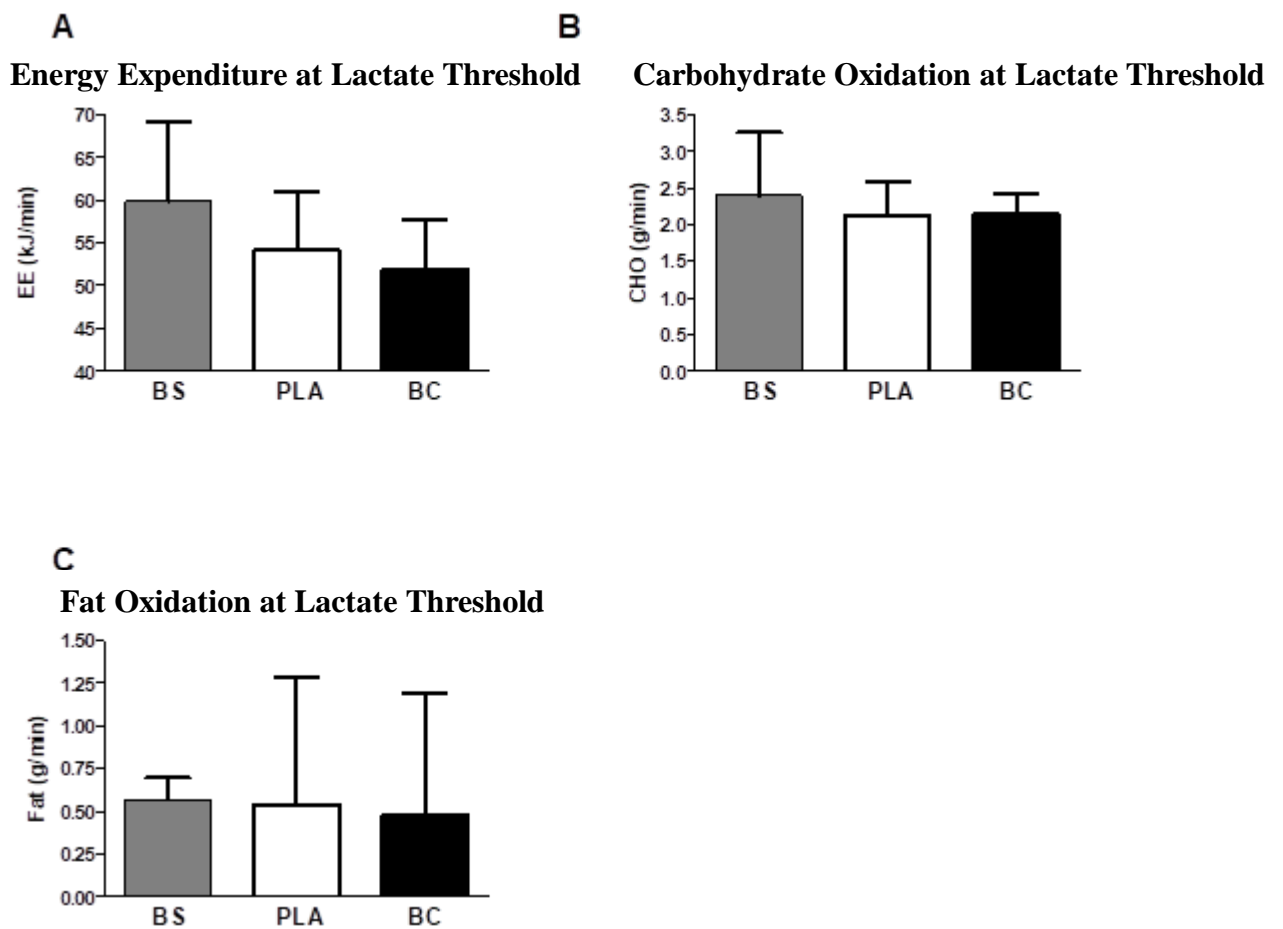 A
Energy Expenditure at Lactate Threshold
70
65
60
55
50
45
40
EE (kJ/min)
BS PLA BC
B
Carbohydrate Oxidation at Lactate Threshold
3.5
3.0
2.5
2.0
1.5
1.0
0.5
0.0
CHO (g/min)
BS PLA BC
C
Fat Oxidation at Lactate Threshold
1.50
1.25
1.00
0.75
0.50
0.25
0.00
Fat (g/min)
BS PLA BC